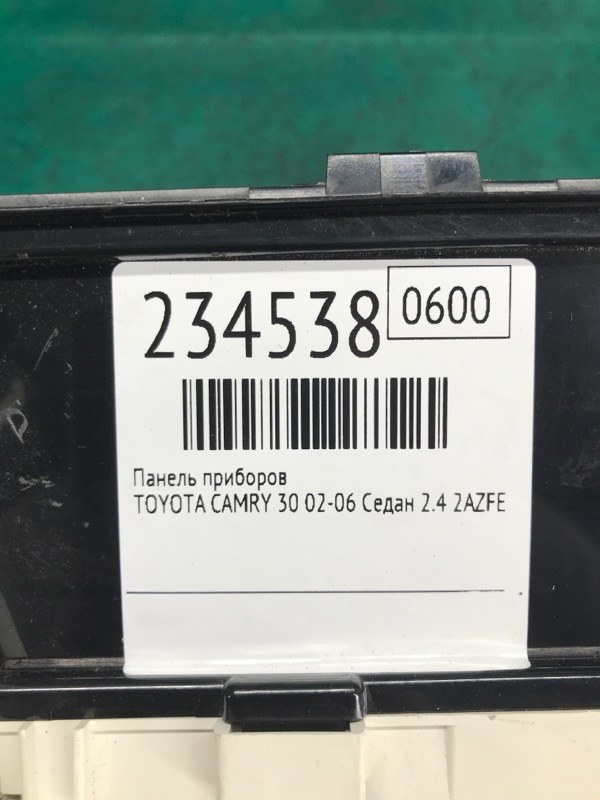 234538 0600
Панель приборов
TOYOTA CAMRY 30 02-06 Седан 2.4 2AZFE